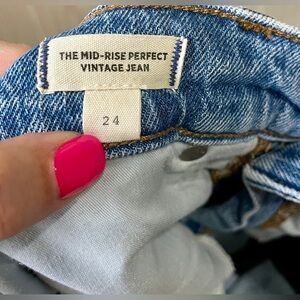 THE MID-RISE PERFECT
VINTAGE JEAN
24